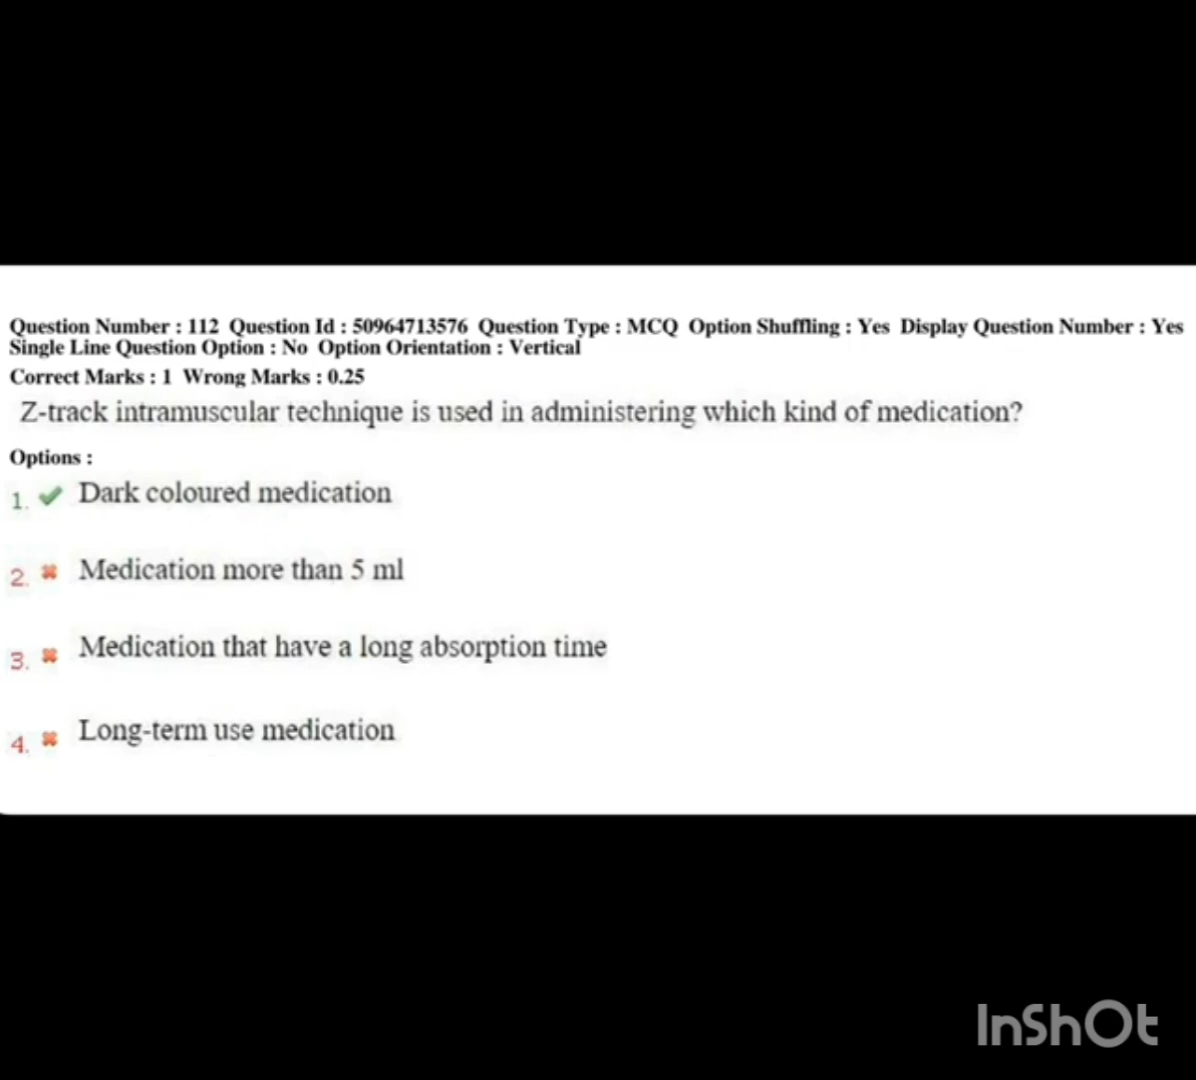 Question Number : 112 Question Id : 50964713576 Question Type : MCQ Option Shuffling : Yes Display Question Number : Yes
Single Line Question Option : No Option Orientation : Vertical
Correct Marks : 1 Wrong Marks : 0.25
Z-track intramuscular technique is used in administering which kind of medication?
Options :
1. ✔ Dark coloured medication
2. ✖ Medication more than 5 ml
3. ✖ Medication that have a long absorption time
4. ✖ Long-term use medication
InShOt